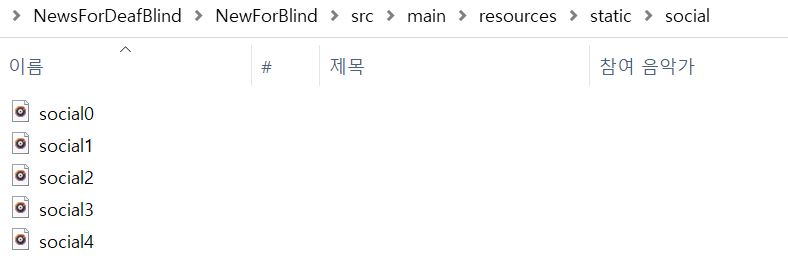 NewsForDeafBlind > NewForBlind > src > main > resources > static > social
이름 # 제목 참여 음악가
social0
social1
social2
social3
social4